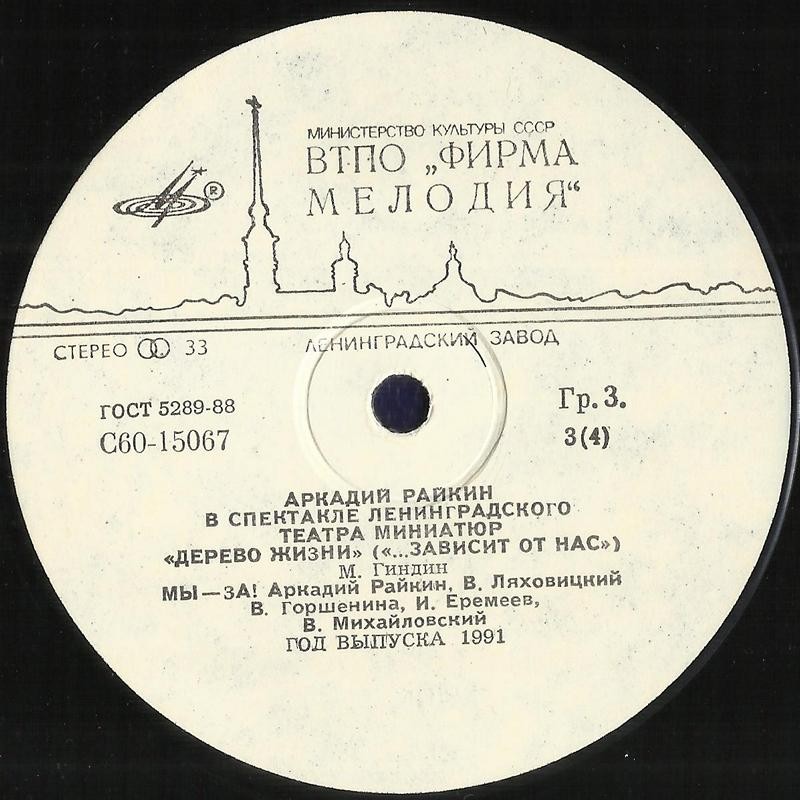 МИНИСТЕРСТВО КУЛЬТУРЫ СССР
ВТПО „ФИРМА
МЕЛОДИЯ“
®
СТЕРЕО 33
ЛЕНИНГРАДСКИЙ ЗАВОД
ГОСТ 5289-88
Гр. 3.
С60-15067
3(4)
АРКАДИЙ РАЙКИН
В СПЕКТАКЛЕ ЛЕНИНГРАДСКОГО
ТЕАТРА МИНИАТЮР
«ДЕРЕВО ЖИЗНИ» («...ЗАВИСИТ ОТ НАС»)
М. Гиндин
МЫ — ЗА! Аркадий Райкин, В. Ляховицкий
В. Горшенина, И. Еремеев,
В. Михайловский
ГОД ВЫПУСКА 1991